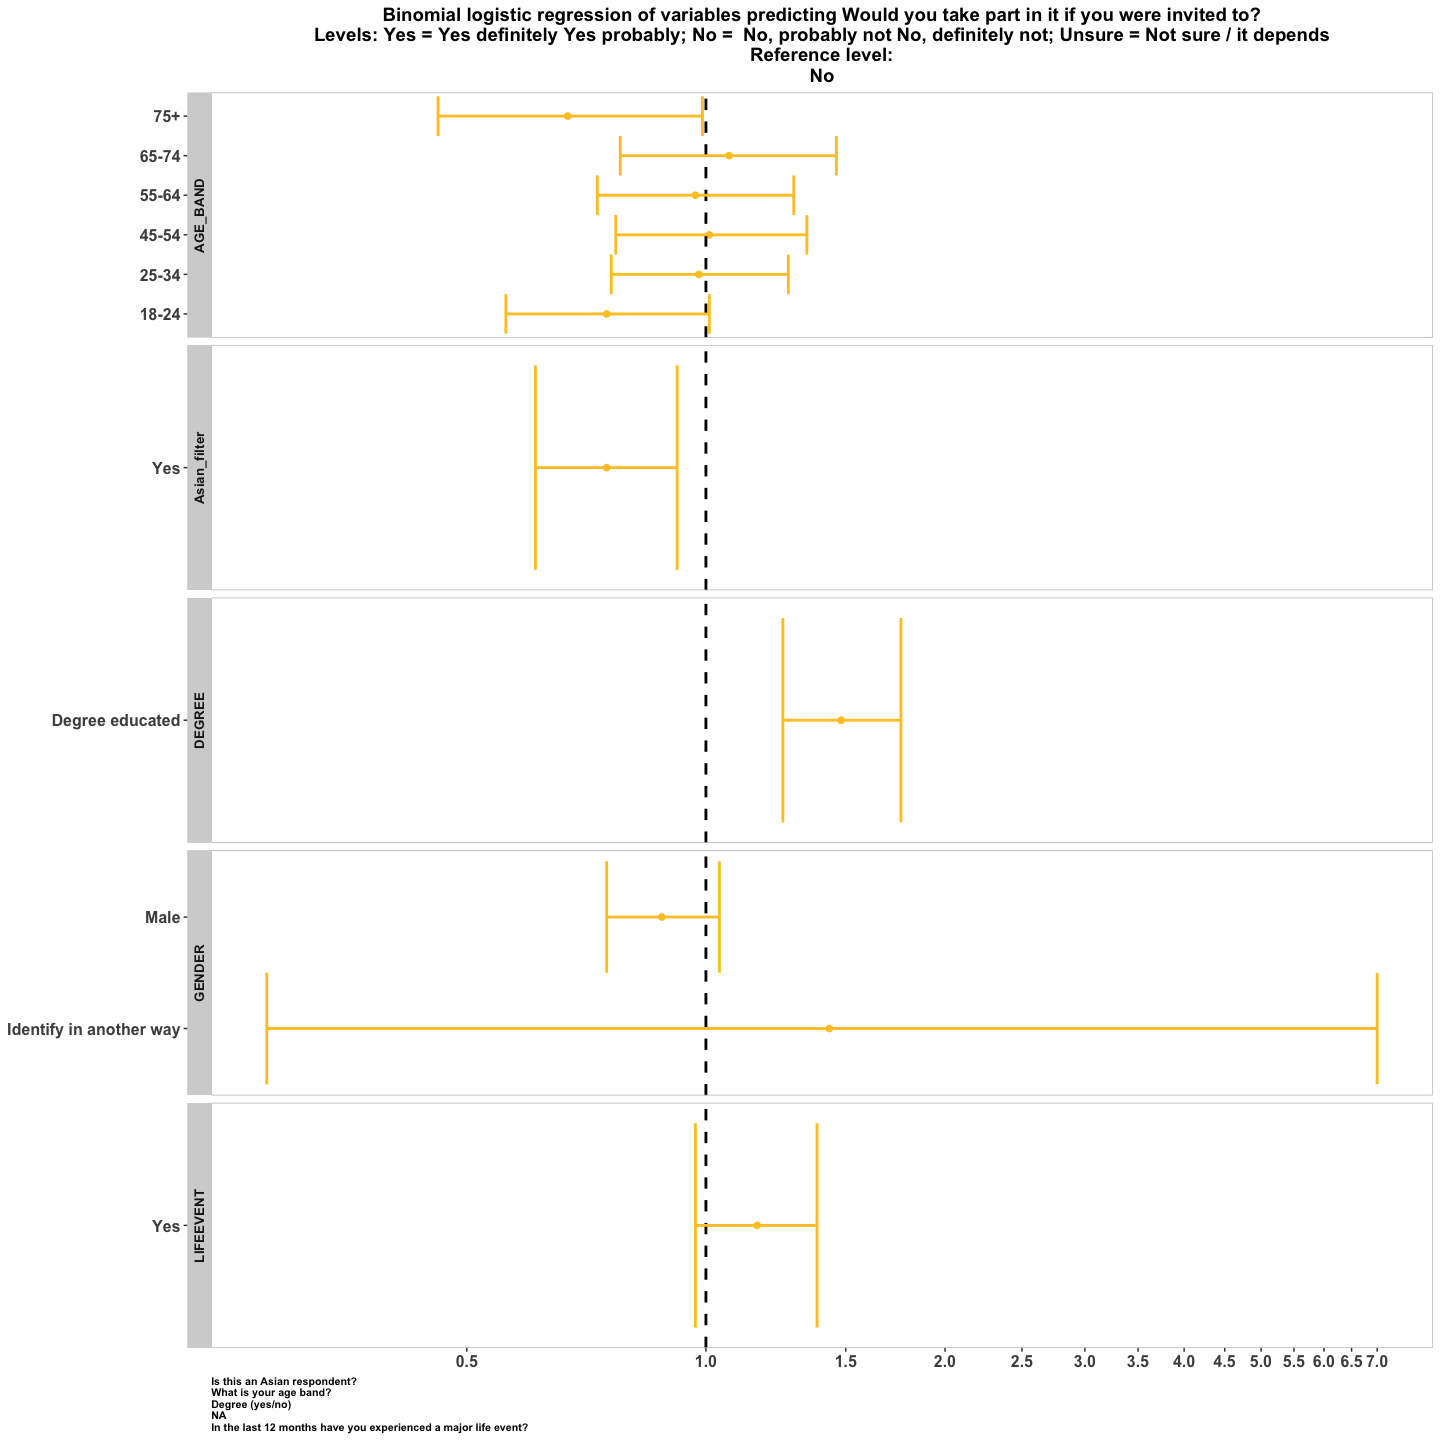 Binomial logistic regression of variables predicting Would you take part in it if you were invited to?
Levels: Yes = Yes definitely Yes probably; No =  No, probably not No, definitely not; Unsure = Not sure / it depends
Reference level:
No
AGE_BAND
75+
65-74
55-64
45-54
25-34
18-24
Asian_filter
Yes
DEGREE
Degree educated
GENDER
Male
Identify in another way
LIFEEVENT
Yes
0.5 1.0 1.5 2.0 2.5 3.0 3.5 4.0 4.5 5.0 5.5 6.0 6.5 7.0
Is this an Asian respondent?
What is your age band?
Degree (yes/no)
NA
In the last 12 months have you experienced a major life event?